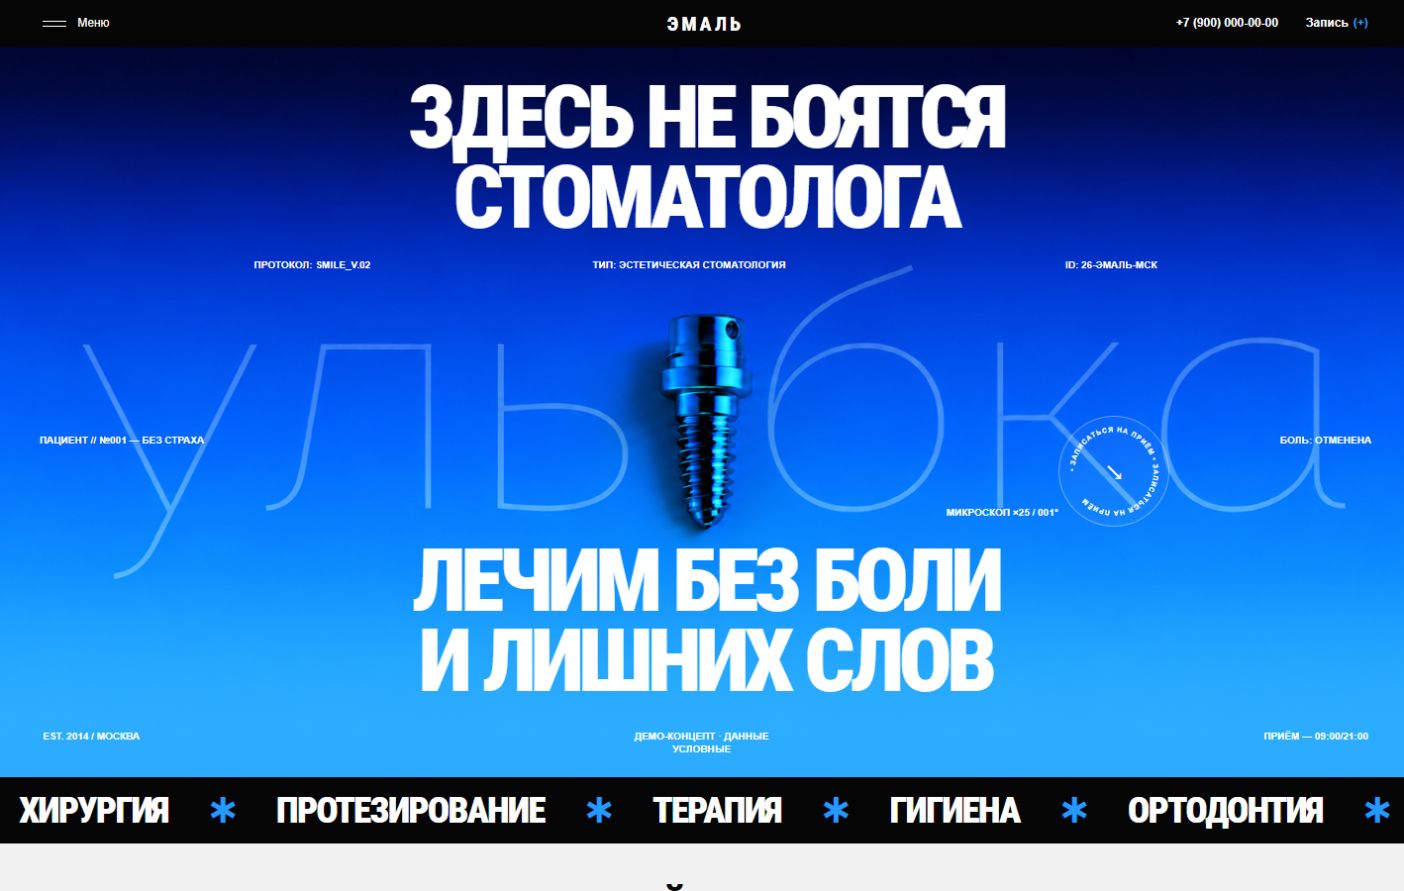 Меню
ЭМАЛЬ
+7 (900) 000-00-00
Запись (+)
ЗДЕСЬ НЕ БОЯТСЯ
СТОМАТОЛОГА
ПРОТОКОЛ: SMILE_V.02
ТИП: ЭСТЕТИЧЕСКАЯ СТОМАТОЛОГИЯ
ID: 26-ЭМАЛЬ-МСК
улыбка
ПАЦИЕНТ // №001 — БЕЗ СТРАХА
БОЛЬ: ОТМЕНЕНА
• ЗАПИСАТЬСЯ НА ПРИЁМ • ЗАПИСАТЬСЯ НА ПРИЁМ
МИКРОСКОП ×25 / 001°
ЛЕЧИМ БЕЗ БОЛИ
И ЛИШНИХ СЛОВ
EST. 2014 / МОСКВА
ДЕМО-КОНЦЕПТ · ДАННЫЕ
УСЛОВНЫЕ
ПРИЁМ — 09:00/21:00
ХИРУРГИЯ * ПРОТЕЗИРОВАНИЕ * ТЕРАПИЯ * ГИГИЕНА * ОРТОДОНТИЯ *